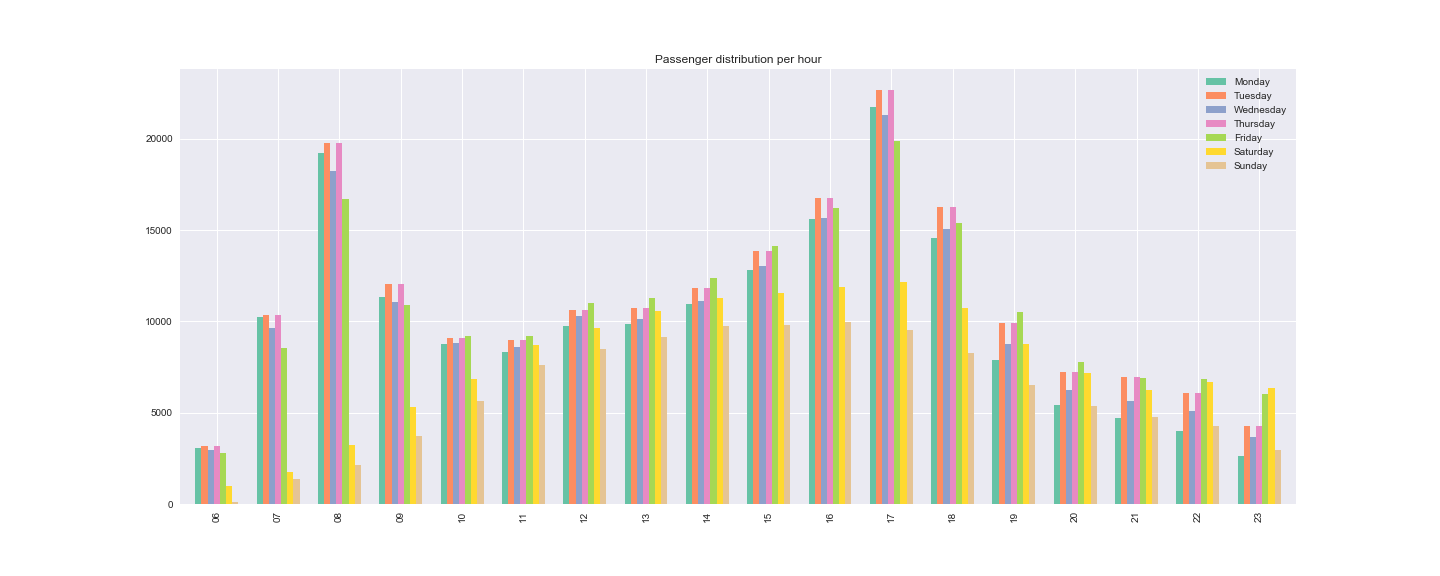 Passenger distribution per hour
Monday
Tuesday
Wednesday
Thursday
Friday
Saturday
Sunday
20000
15000
10000
5000
0
06 07 08 09 10 11 12 13 14 15 16 17 18 19 20 21 22 23